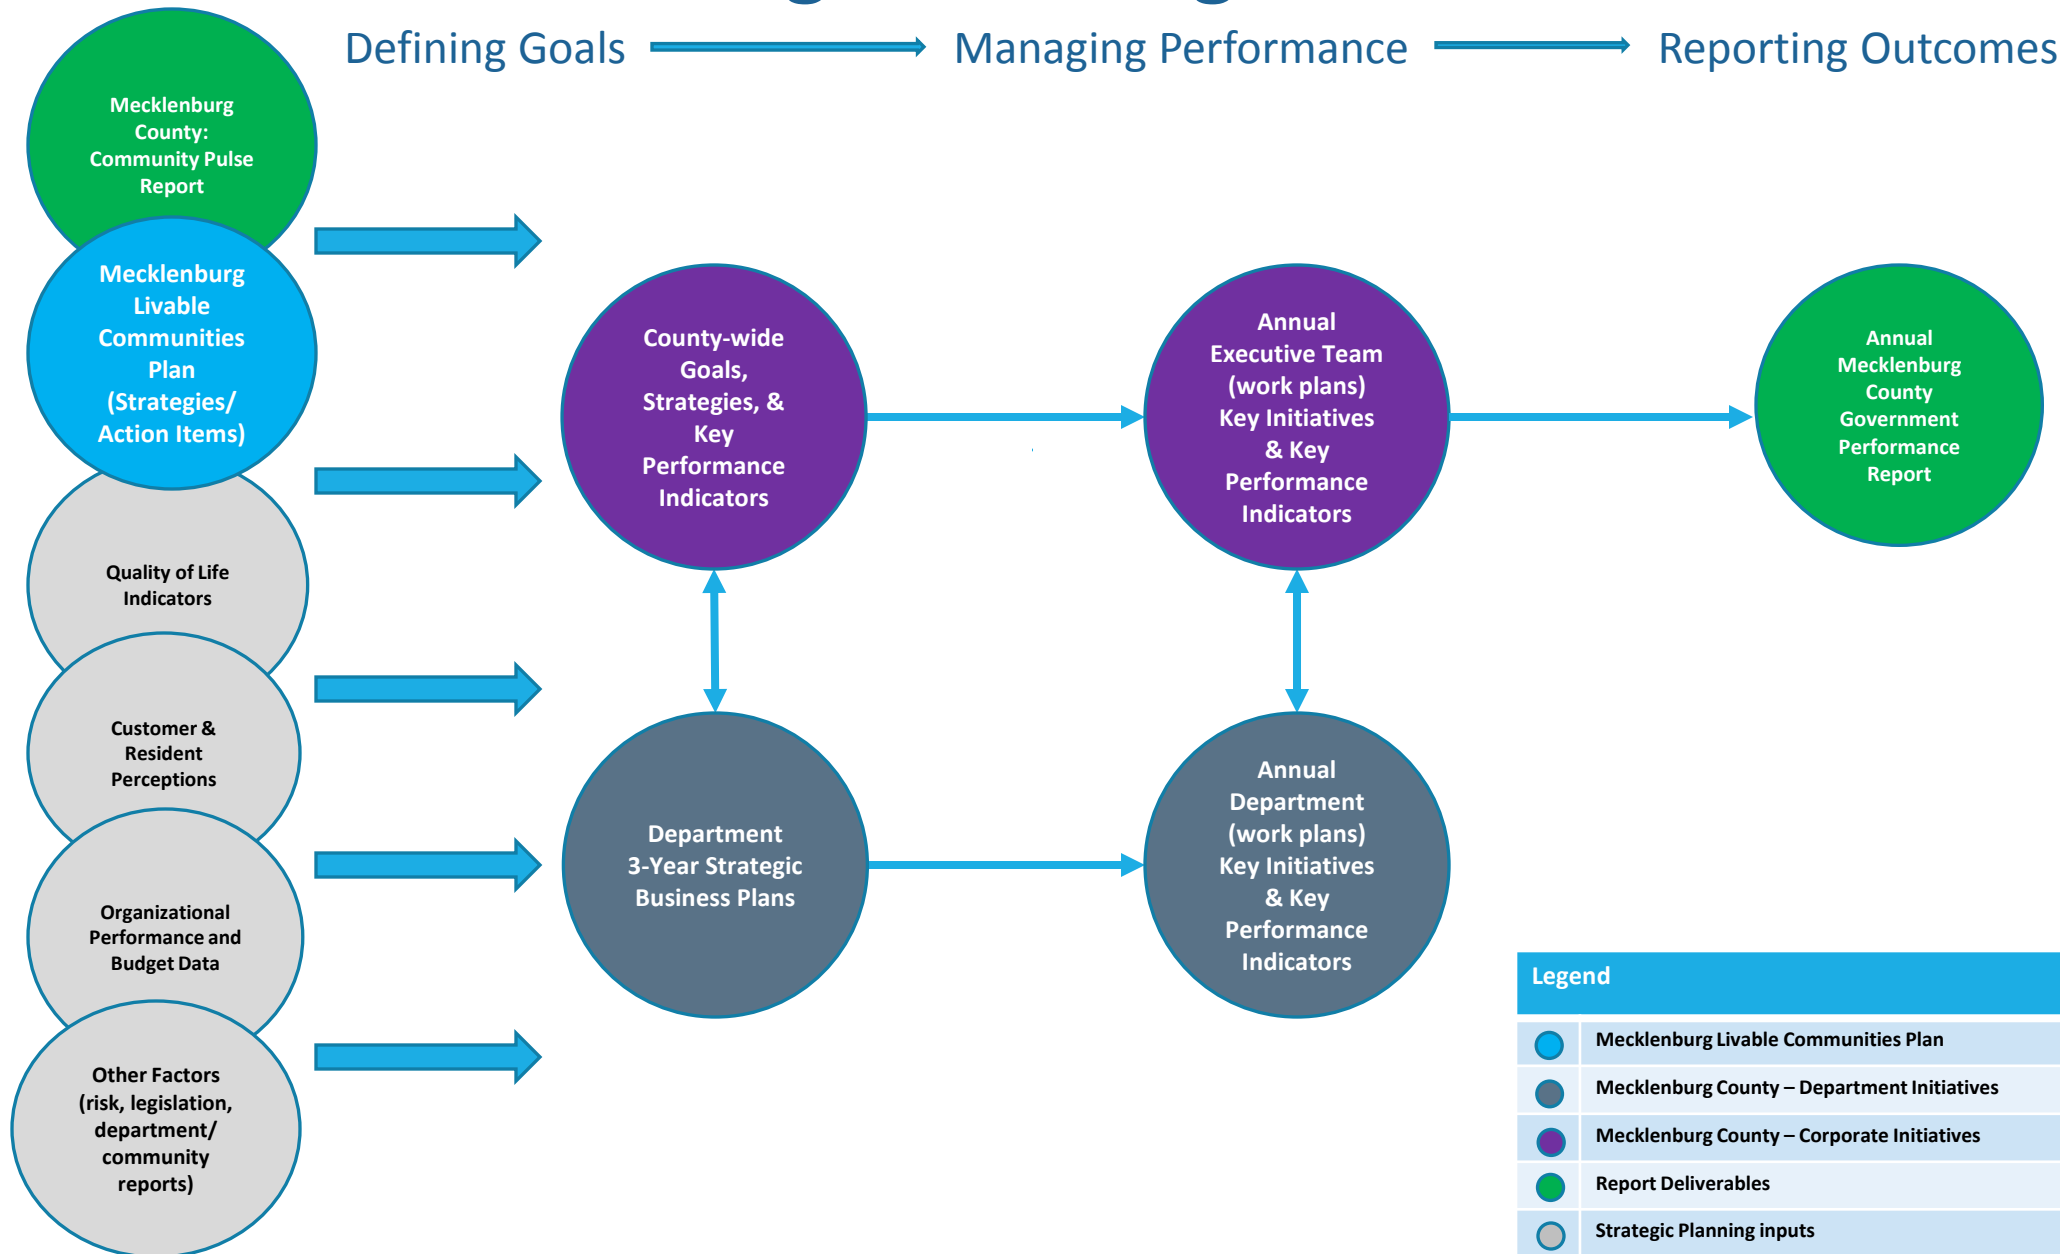 Defining Goals
Managing Performance
Reporting Outcomes
Mecklenburg
County:
Community Pulse
Report
Mecklenburg
Livable
Communities
Plan
(Strategies/
Action Items)
Quality of Life
Indicators
Customer &
Resident
Perceptions
Organizational
Performance and
Budget Data
Other Factors
(risk, legislation,
department/
community
reports)
County-wide
Goals,
Strategies, &
Key
Performance
Indicators
Department
3-Year Strategic
Business Plans
Annual
Executive Team
(work plans)
Key Initiatives
& Key
Performance
Indicators
Annual
Department
(work plans)
Key Initiatives
& Key
Performance
Indicators
Annual
Mecklenburg
County
Government
Performance
Report
Legend
Mecklenburg Livable Communities Plan
Mecklenburg County – Department Initiatives
Mecklenburg County – Corporate Initiatives
Report Deliverables
Strategic Planning inputs